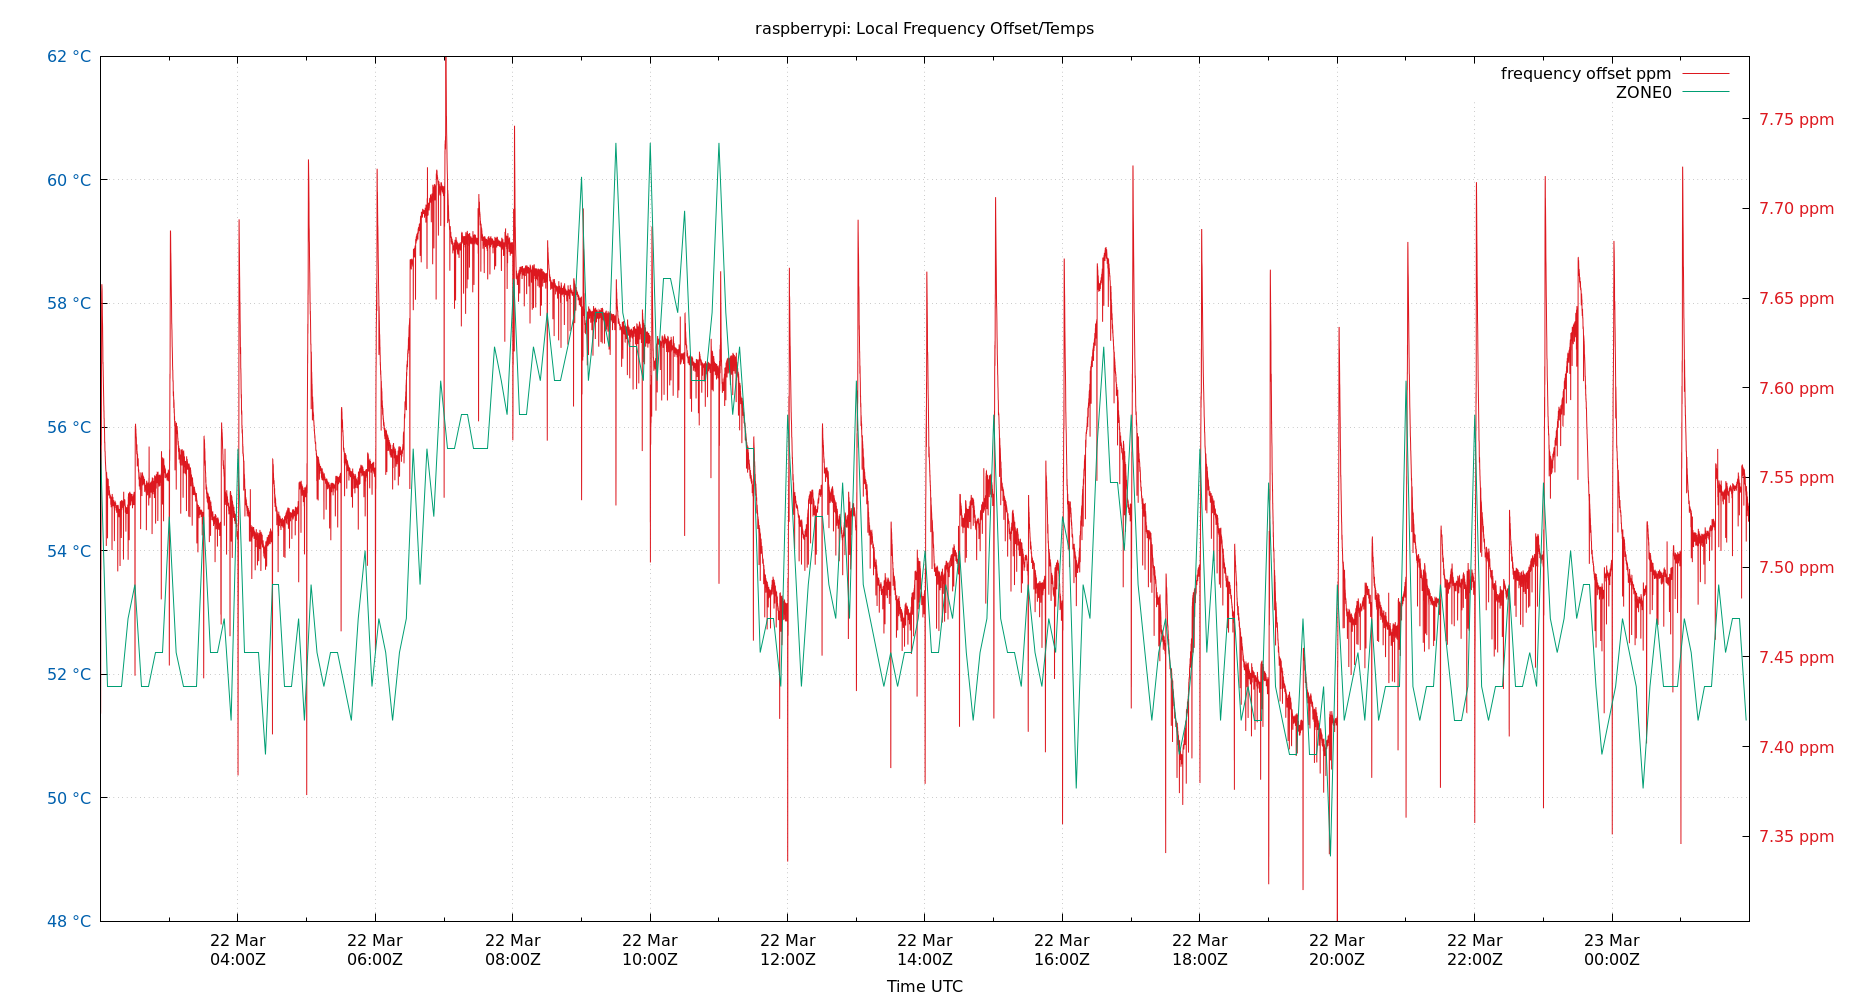 raspberrypi: Local Frequency Offset/Temps
frequency offset ppm
ZONE0
62 °C
60 °C
58 °C
56 °C
54 °C
52 °C
50 °C
48 °C
7.75 ppm
7.70 ppm
7.65 ppm
7.60 ppm
7.55 ppm
7.50 ppm
7.45 ppm
7.40 ppm
7.35 ppm
22 Mar
04:00Z
22 Mar
06:00Z
22 Mar
08:00Z
22 Mar
10:00Z
22 Mar
12:00Z
22 Mar
14:00Z
22 Mar
16:00Z
22 Mar
18:00Z
22 Mar
20:00Z
22 Mar
22:00Z
23 Mar
00:00Z
Time UTC